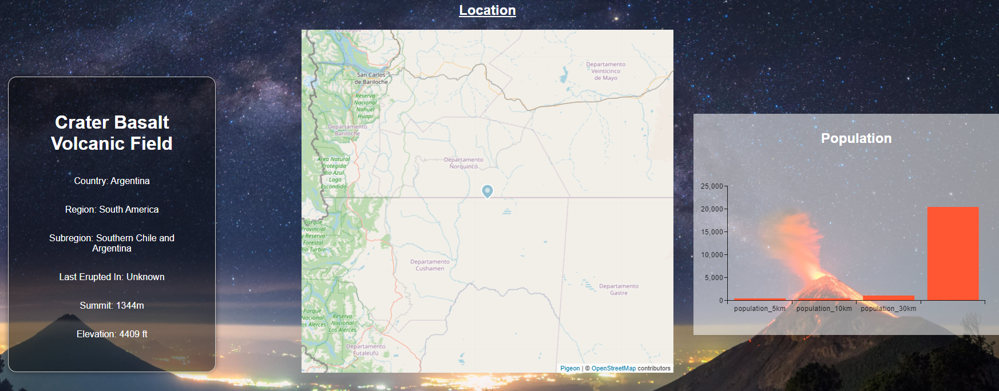 Location
Crater Basalt
Volcanic Field
Country: Argentina
Region: South America
Subregion: Southern Chile and
Argentina
Last Erupted In: Unknown
Summit: 1344m
Elevation: 4409 ft
San Carlos
de Bariloche
Reserva
Nacional
Nahuel
Huapi
Departamento
Bariloche
Área Natural
Protegida
Río Azul
- Lago
Escondido
Departamento
Veinticinco
de Mayo
Departamento
Ñorquincó
Parque
Provincial
y Reserva
Forestal
Río Turbio
Departamento
Cushamen
Departamento
Gastre
Parque
Nacional
Los Alerces
Reserva
Nacional
Los Alerces
Departamento
Futaleufú
Pigeon | © OpenStreetMap contributors
Population
25,000
20,000
15,000
10,000
5,000
0
population_5km
population_10km
population_30km